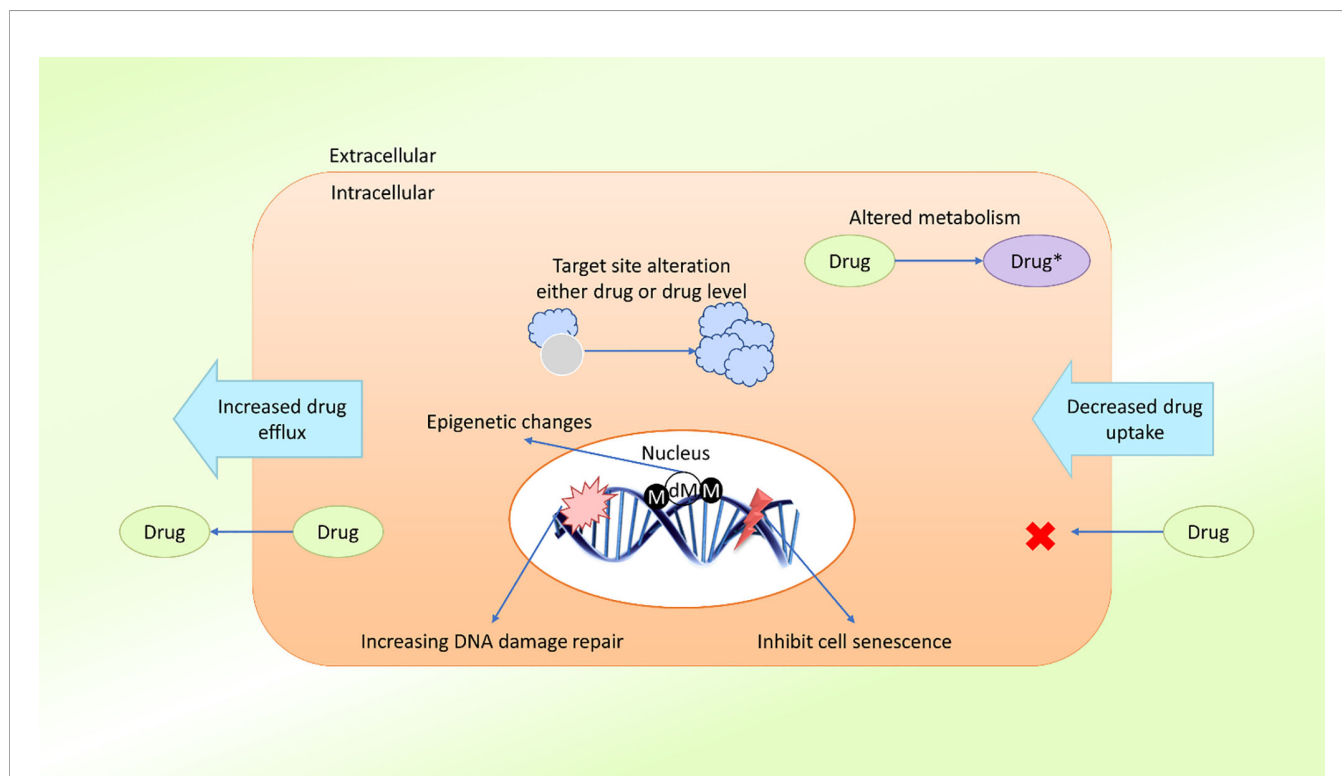 Extracellular
Intracellular
Altered metabolism
Drug
Drug*
Target site alteration
either drug or drug level
Increased drug
efflux
Decreased drug
uptake
Epigenetic changes
Nucleus
M
dM
M
Drug
Drug
Drug
Increasing DNA damage repair
Inhibit cell senescence